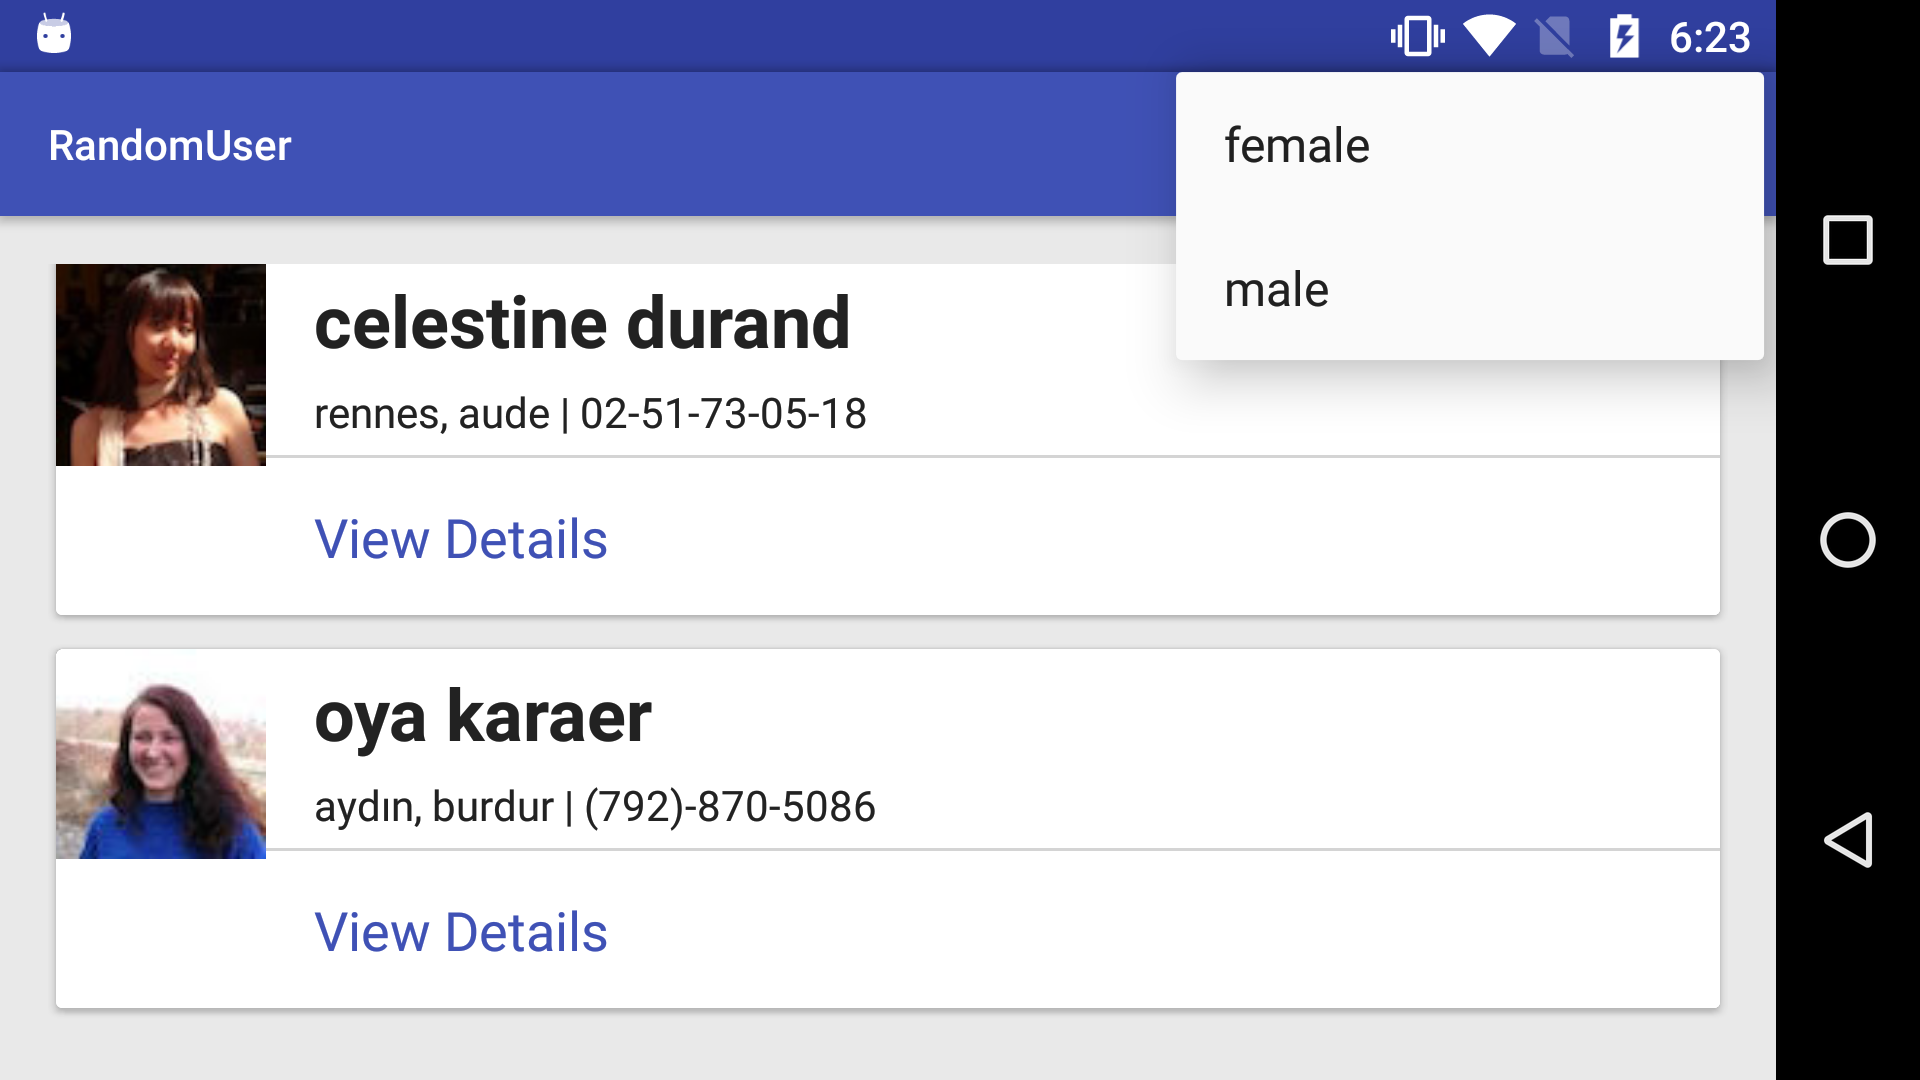 6:23
RandomUser
female
male
celestine durand
rennes, aude | 02-51-73-05-18
View Details
oya karaer
aydın, burdur | (792)-870-5086
View Details